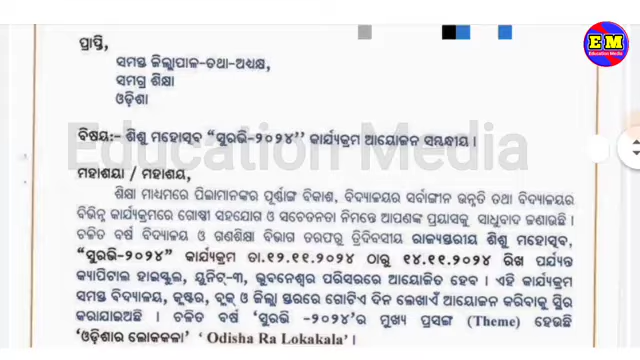 EM
Education Media
ପ୍ରାପ୍ତି,
ସମସ୍ତ ଜିଲ୍ଲାପାଳ-ତଥା-ଅଧ୍ୟକ୍ଷ,
ସମଗ୍ର ଶିକ୍ଷା
ଓଡ଼ିଶା
Education Media
ବିଷୟ:- ଶିଶୁ ମହୋତ୍ସବ “ସୁରଭି-୨୦୨୪’’ କାର୍ଯ୍ୟକ୍ରମ ଆୟୋଜନ ସମ୍ବନ୍ଧୀୟ ।
ମହାଶୟା / ମହାଶୟ,
ଶିକ୍ଷା ମାଧ୍ୟମରେ ପିଲାମାନଙ୍କର ପୂର୍ଣ୍ଣାଙ୍ଗ ବିକାଶ, ବିଦ୍ୟାଳୟର ସର୍ବାଙ୍ଗୀନ ଉନ୍ନତି ତଥା ବିଦ୍ୟାଳୟର
ବିଭିନ୍ନ କାର୍ଯ୍ୟକ୍ରମରେ ଗୋଷ୍ଠୀ ସହଯୋଗ ଓ ସଚେତନତା ନିମନ୍ତେ ଆପଣଙ୍କ ପ୍ରୟାସକୁ ସାଧୁବାଦ ଜଣାଉଛି ।
ଚଳିତ ବର୍ଷ ବିଦ୍ୟାଳୟ ଓ ଗଣଶିକ୍ଷା ବିଭାଗ ତରଫରୁ ତ୍ରିଦିବସୀୟ ରାଜ୍ୟସ୍ତରୀୟ ଶିଶୁ ମହୋତ୍ସବ,
“ସୁରଭି-୨୦୨୪” କାର୍ଯ୍ୟକ୍ରମ ତା.୧୨.୧୧.୨୦୨୪ ଠାରୁ ୧୪.୧୧.୨୦୨୪ ରିଖ ପର୍ଯ୍ୟନ୍ତ
କ୍ୟାପିଟାଲ ହାଇସ୍କୁଲ, ୟୁନିଟ୍-୩, ଭୁବନେଶ୍ୱର ପରିସରରେ ଆୟୋଜିତ ହେବ । ଏହି କାର୍ଯ୍ୟକ୍ରମ
ସମସ୍ତ ବିଦ୍ୟାଳୟ, କ୍ଲଷ୍ଟର, ବ୍ଲକ୍ ଓ ଜିଲ୍ଲା ସ୍ତରରେ ଗୋଟିଏ ଦିନ ଲେଖାଏଁ ଆୟୋଜନ କରିବାକୁ ସ୍ଥିର
କରାଯାଇଅଛି । ଚଳିତ ବର୍ଷ ‘ସୁରଭି -୨୦୨୪’ର ମୁଖ୍ୟ ପ୍ରସଙ୍ଗ (Theme) ହେଉଛି
‘ଓଡ଼ିଶାର ଲୋକକଳା’ ‘ Odisha Ra Lokakala’ ।